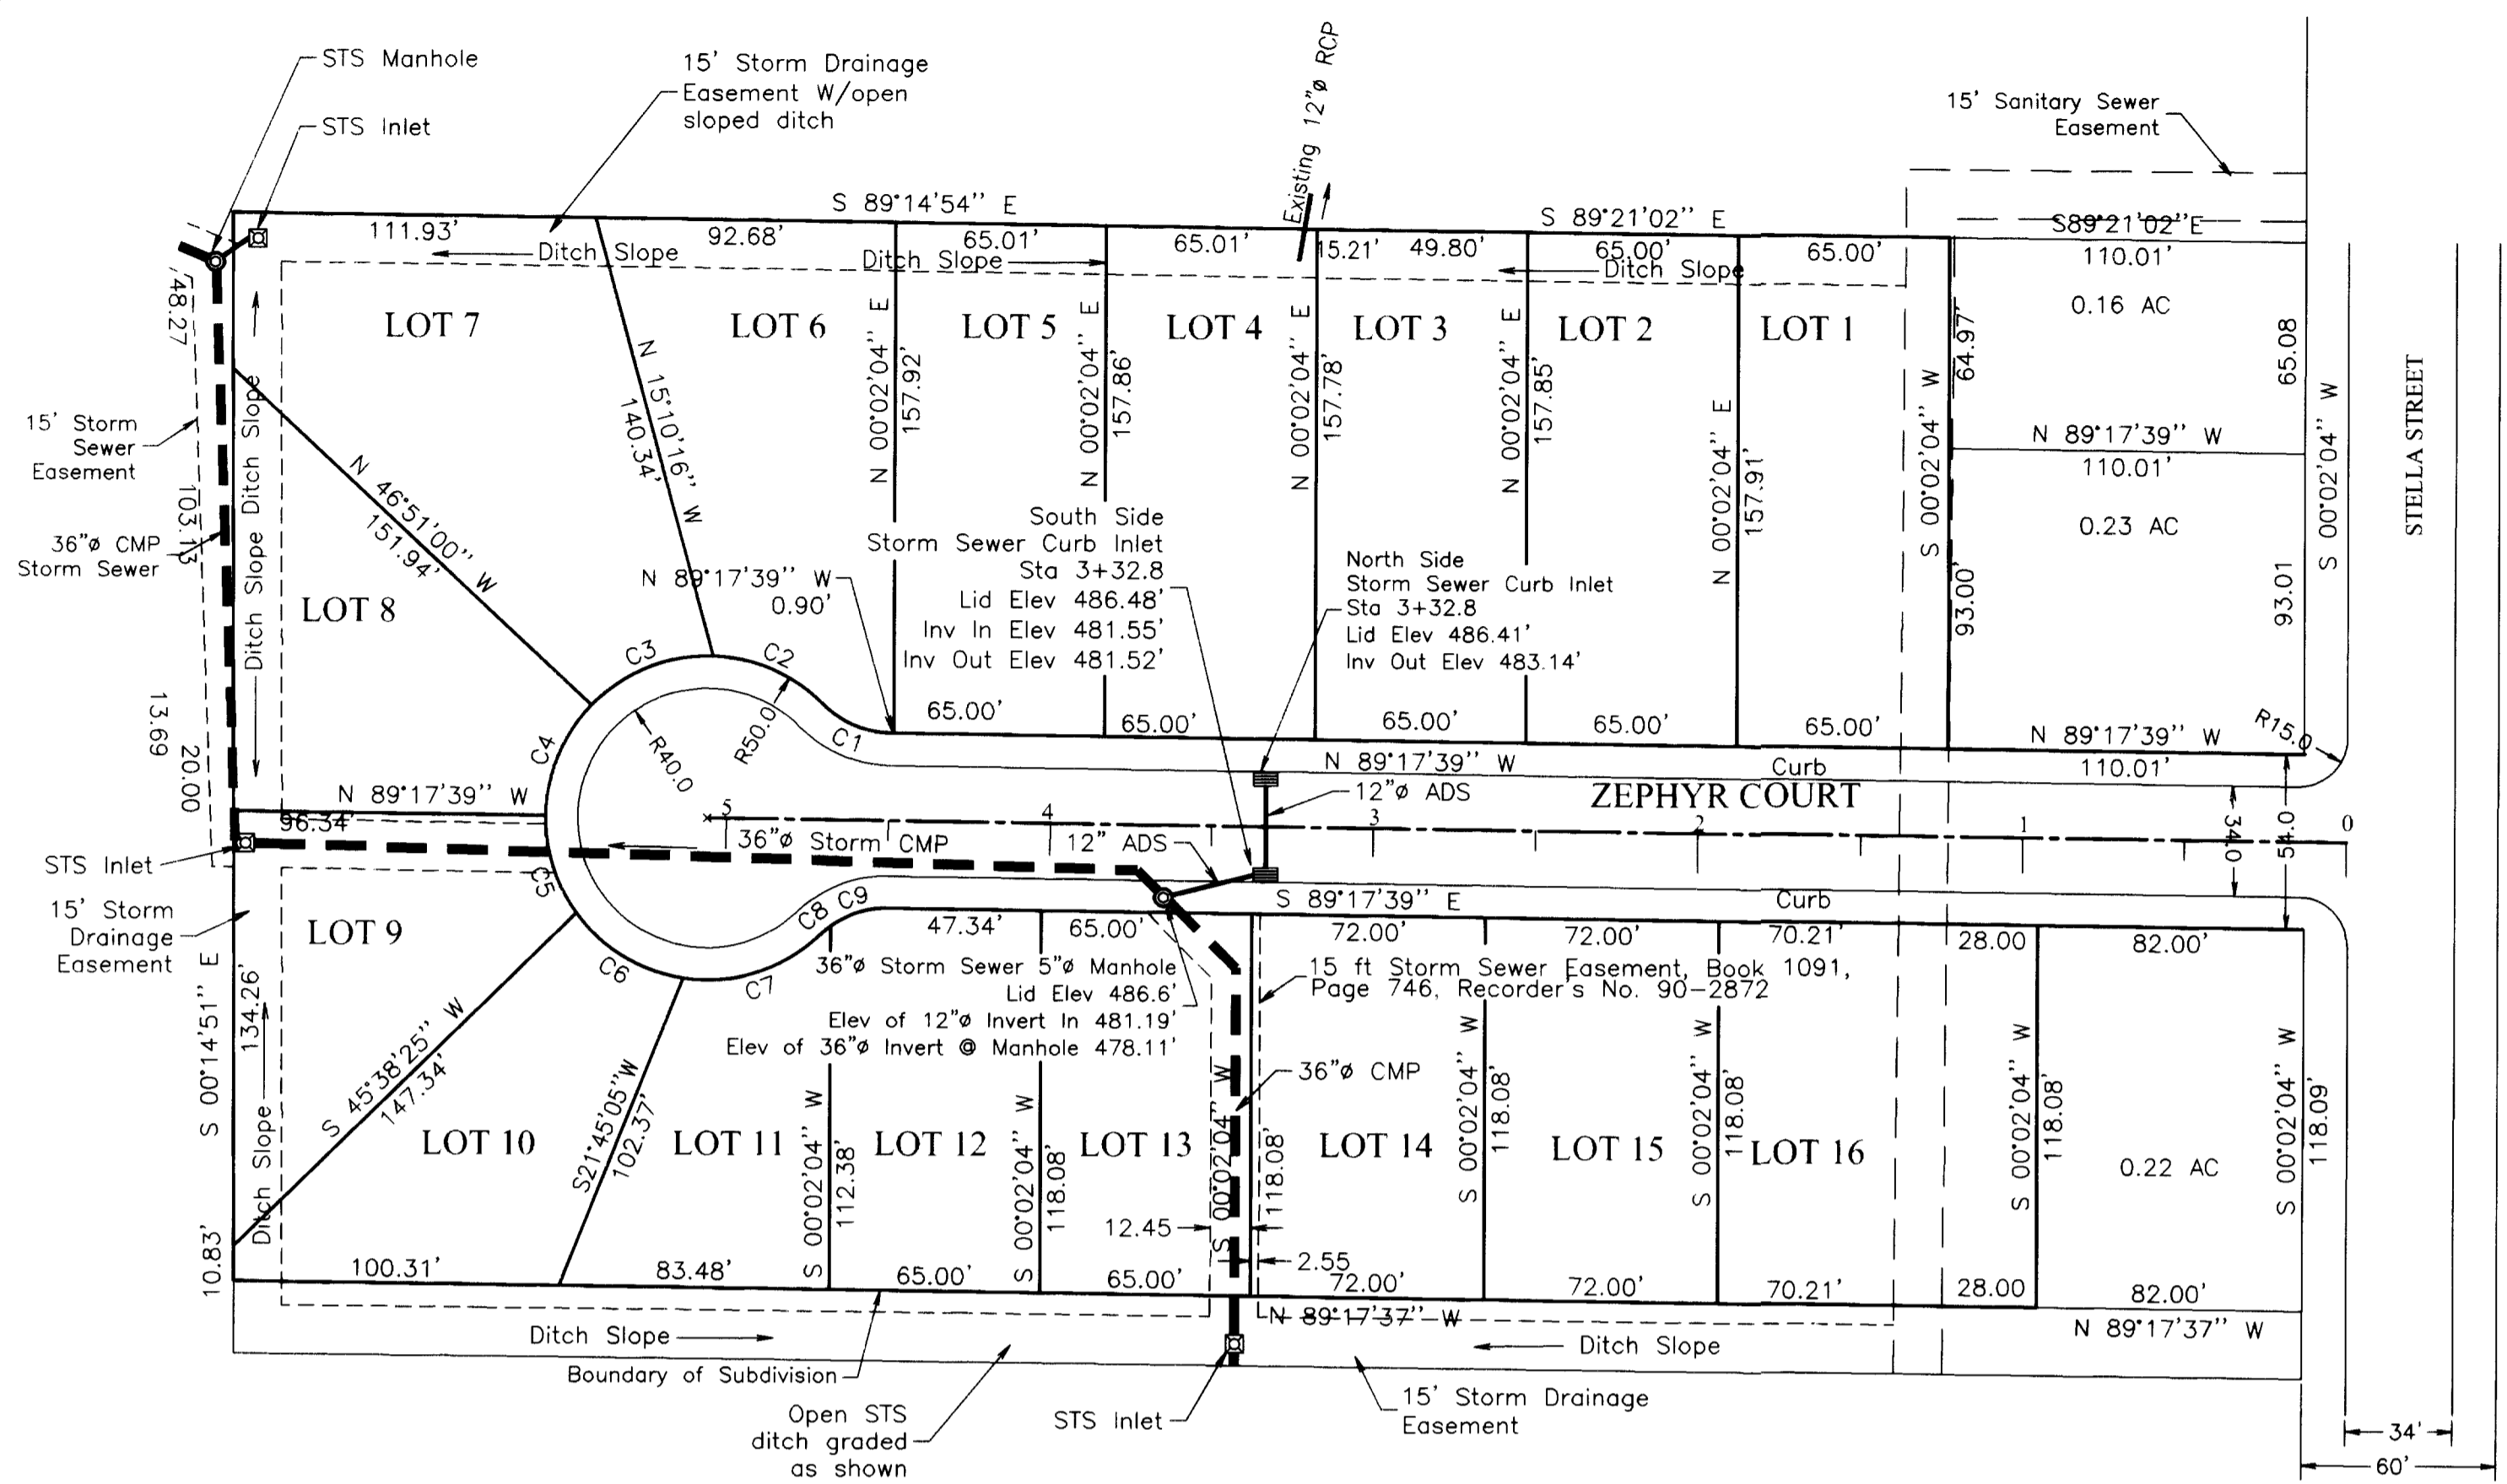 STS Manhole
STS Inlet
15' Storm Drainage
Easement W/open
sloped ditch
Existing 12"ø RCP
15' Sanitary Sewer
Easement
S 89°14'54'' E
S 89°21'02'' E
S89°21'02''E
111.93'
92.68'
65.01'
65.01'
15.21'
49.80'
65.00'
65.00'
110.01'
Ditch Slope
Ditch Slope
Ditch Slope
LOT 7
LOT 6
LOT 5
LOT 4
LOT 3
LOT 2
LOT 1
0.16 AC
48.27
N 15°10'16'' W
140.34'
N 00°02'04'' E
157.92'
N 00°02'04'' E
157.86'
N 00°02'04'' E
157.78'
N 00°02'04'' E
157.85'
N 00°02'04'' E
157.91'
S 00°02'04'' W
64.97'
65.08
S 00°02'04'' W
STELLA STREET
15' Storm
Sewer
Easement
103.13
36"ø CMP
Storm Sewer
Ditch Slope
Ditch Slope
N 46°51'00'' W
151.94'
N 89°17'39'' W
110.01'
0.23 AC
93.00'
93.01
LOT 8
N 89°17'39'' W
0.90'
South Side
Storm Sewer Curb Inlet
Sta 3+32.8
Lid Elev 486.48'
Inv In Elev 481.55'
Inv Out Elev 481.52'
North Side
Storm Sewer Curb Inlet
Sta 3+32.8
Lid Elev 486.41'
Inv Out Elev 483.14'
C3
C2
C4
C1
R40.0
R50.0
65.00'
65.00'
65.00'
65.00'
65.00'
N 89°17'39'' W
110.01'
R15.0
13.69
20.00
N 89°17'39'' W
96.34'
N 89°17'39'' W
Curb
12"ø ADS
ZEPHYR COURT
5
4
3
2
1
0
36"ø Storm CMP
12" ADS
34.0
54.5
STS Inlet
C5
C8
C9
S 89°17'39'' E
Curb
15' Storm
Drainage
Easement
LOT 9
C6
C7
47.34'
65.00'
72.00'
72.00'
70.21'
28.00
82.00'
36"ø Storm Sewer 5"ø Manhole
Lid Elev 486.6'
Elev of 12"ø Invert In 481.19'
Elev of 36"ø Invert @ Manhole 478.11'
15 ft Storm Sewer Easement, Book 1091,
Page 746, Recorder's No. 90-2872
36"ø CMP
S 00°14'51'' E
134.26'
Ditch Slope
S 45°38'25'' W
147.34'
S21°45'05''W
102.37'
S 00°02'04'' W
112.38'
S 00°02'04'' W
118.08'
S 00°02'04'' W
118.08'
S 00°02'04'' W
118.08'
S 00°02'04'' W
118.08'
S 00°02'04'' W
118.08'
S 00°02'04'' W
118.09'
LOT 10
LOT 11
LOT 12
LOT 13
LOT 14
LOT 15
LOT 16
0.22 AC
12.45
2.55
10.83'
100.31'
83.48'
65.00'
65.00'
72.00'
72.00'
70.21'
28.00
82.00'
N 89°17'37'' W
N 89°17'37'' W
Ditch Slope
Ditch Slope
Boundary of Subdivision
Open STS
ditch graded
as shown
STS Inlet
15' Storm Drainage
Easement
34'
60'